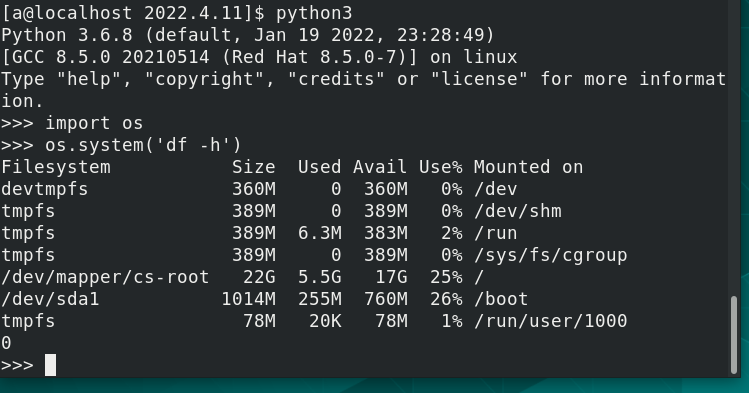 [a@localhost 2022.4.11]$ python3
Python 3.6.8 (default, Jan 19 2022, 23:28:49)
[GCC 8.5.0 20210514 (Red Hat 8.5.0-7)] on linux
Type "help", "copyright", "credits" or "license" for more informat
ion.
>>> import os
>>> os.system('df -h')
Filesystem           Size  Used Avail Use% Mounted on
devtmpfs             360M     0  360M   0% /dev
tmpfs                389M     0  389M   0% /dev/shm
tmpfs                389M  6.3M  383M   2% /run
tmpfs                389M     0  389M   0% /sys/fs/cgroup
/dev/mapper/cs-root   22G  5.5G   17G  25% /
/dev/sda1           1014M  255M  760M  26% /boot
tmpfs                 78M   20K   78M   1% /run/user/1000
0
>>>